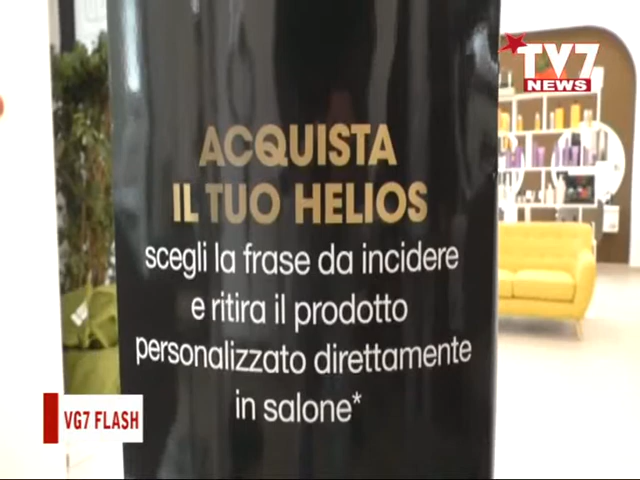 TV7
NEWS
ACQUISTA
IL TUO HELIOS
scegli la frase da incidere
e ritira il prodotto
personalizzato direttamente
in salone*
VG7 FLASH